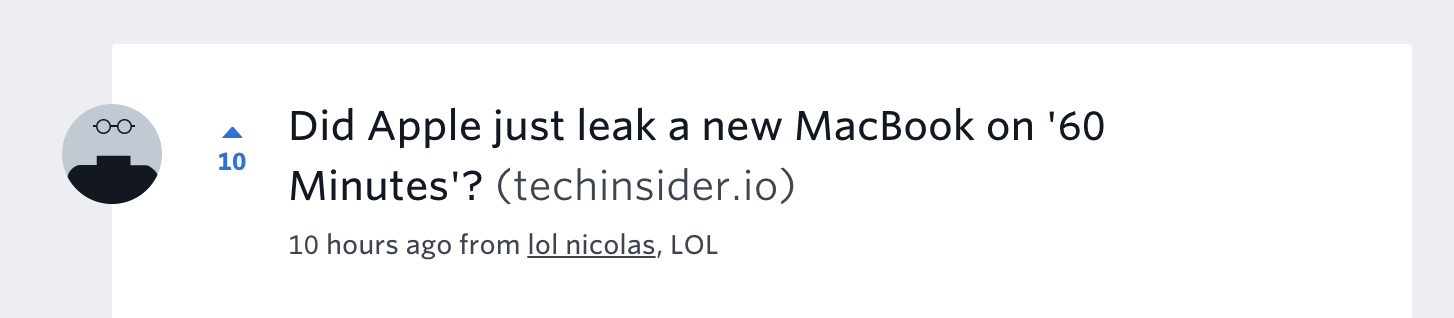 Did Apple just leak a new MacBook on '60
Minutes'? (techinsider.io)
10
10 hours ago from lol nicolas, LOL